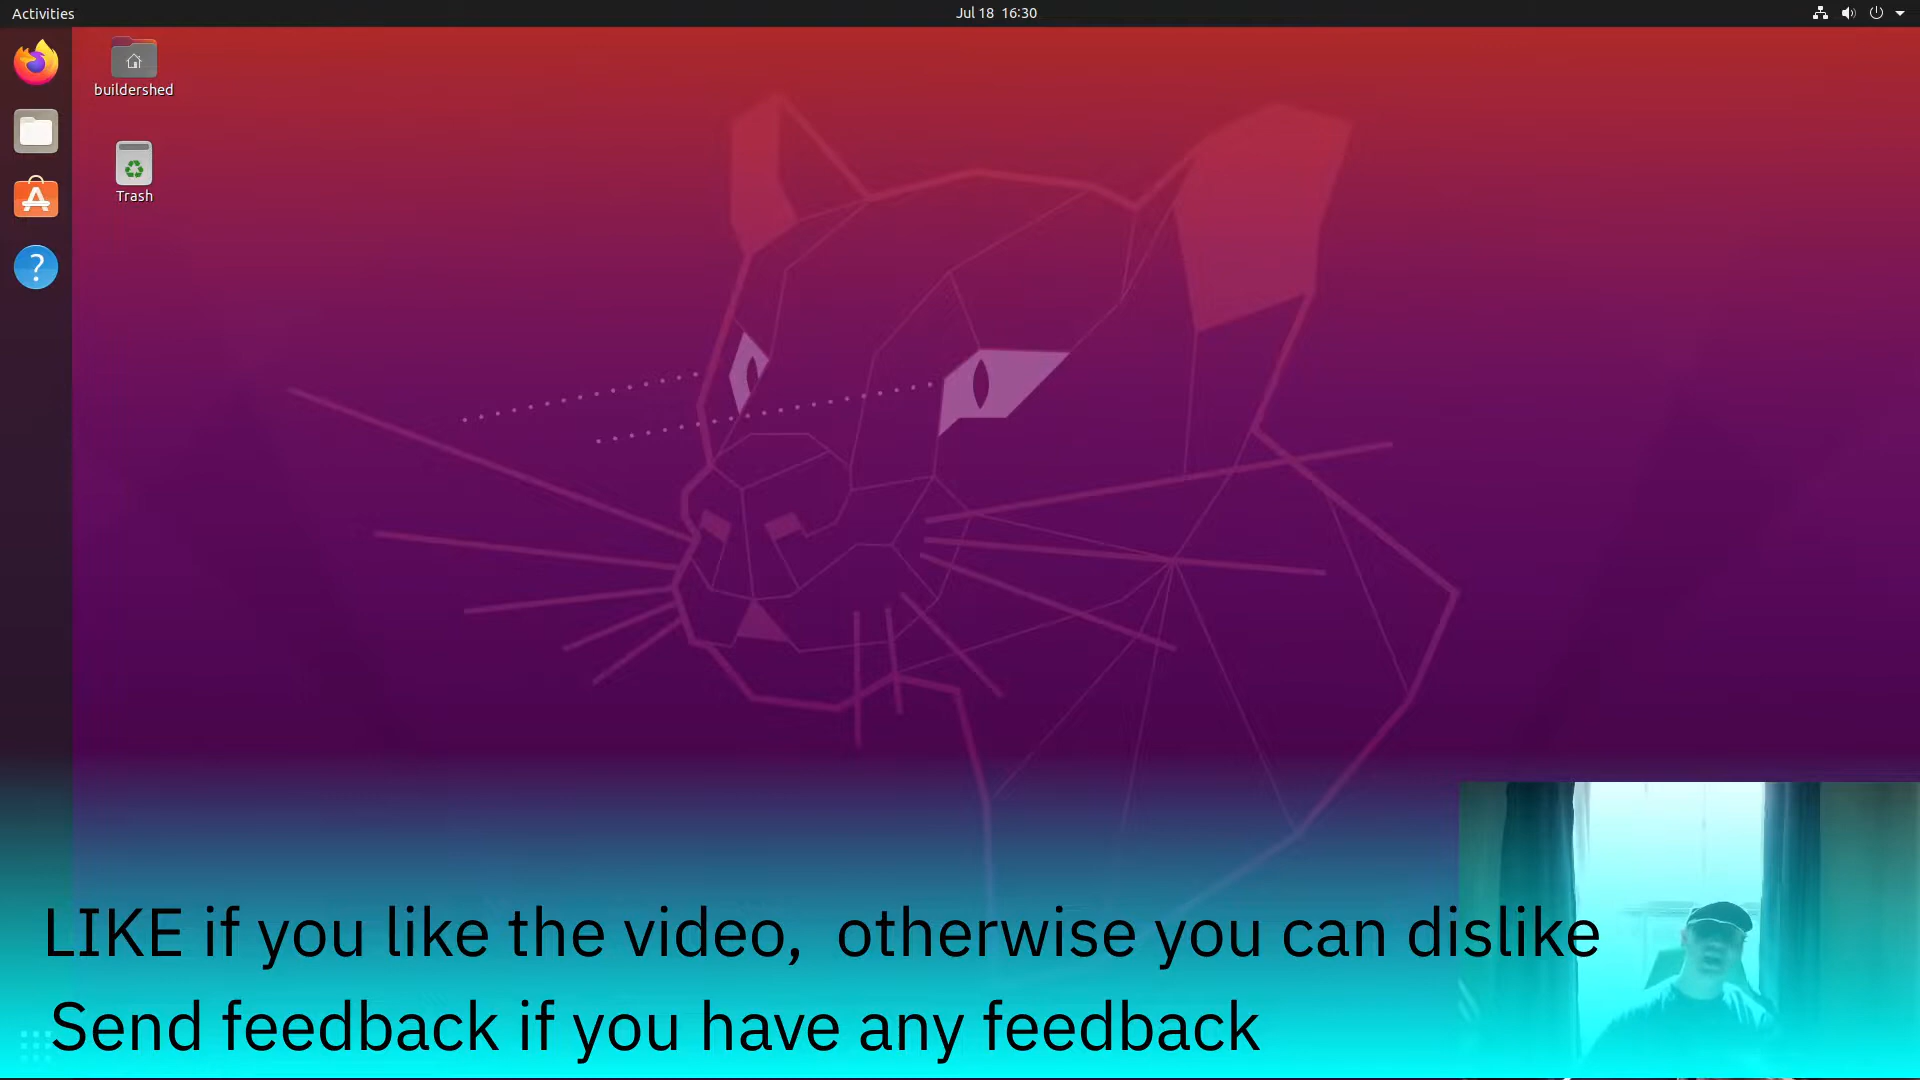 Activities
Jul 18 16:30
buildershed
Trash
LIKE if you like the video, otherwise you can dislike
Send feedback if you have any feedback